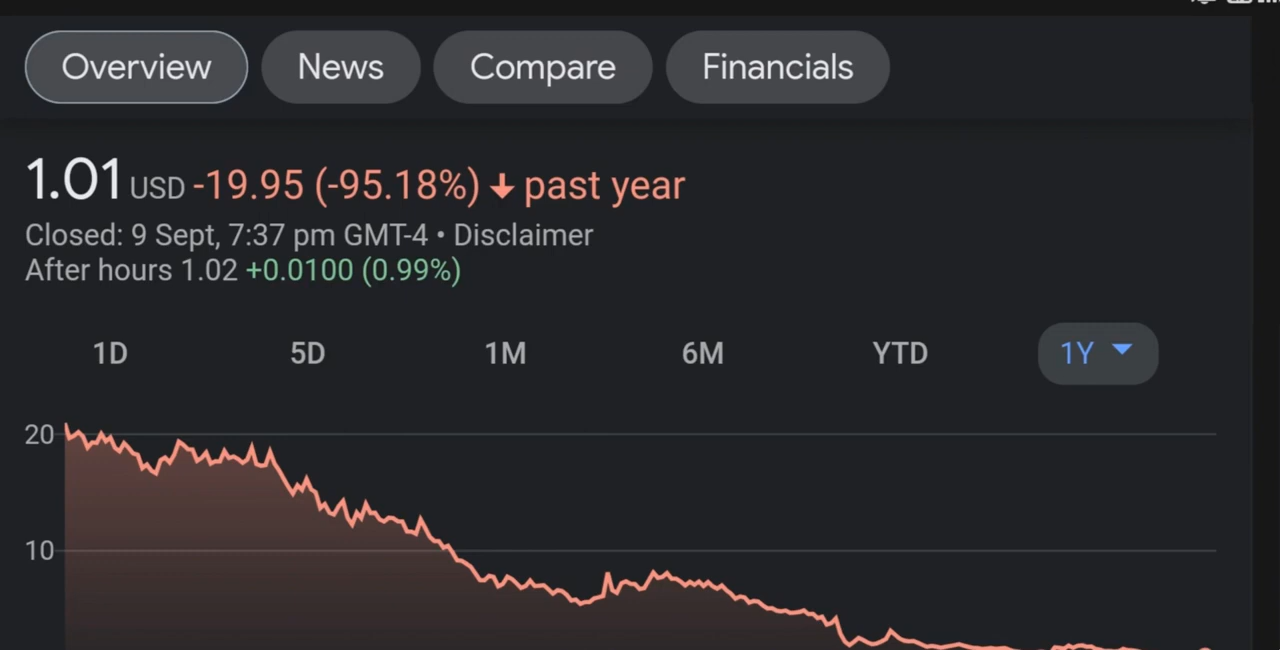 Overview News Compare Financials
1.01 USD -19.95 (-95.18%) ↓ past year
Closed: 9 Sept, 7:37 pm GMT-4 • Disclaimer
After hours 1.02 +0.0100 (0.99%)
1D 5D 1M 6M YTD 1Y
20
10